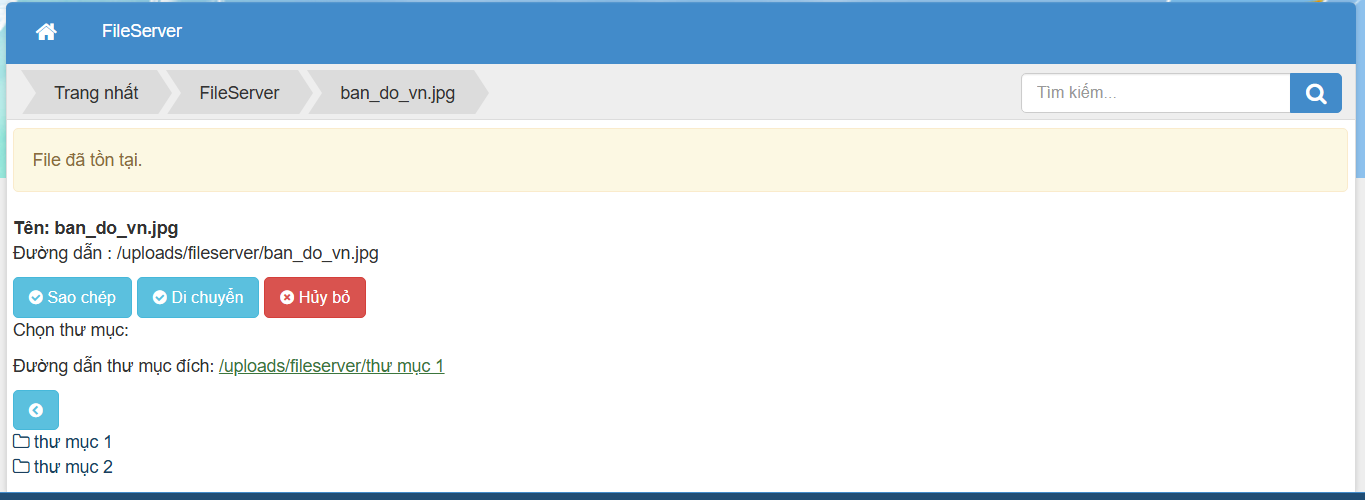 FileServer
Trang nhất
FileServer
ban_do_vn.jpg
Tìm kiếm...
File đã tồn tại.
Tên: ban_do_vn.jpg
Đường dẫn : /uploads/fileserver/ban_do_vn.jpg
Sao chép
Di chuyễn
Hủy bỏ
Chọn thư mục:
Đường dẫn thư mục đích: /uploads/fileserver/thư mục 1
thư mục 1
thư mục 2